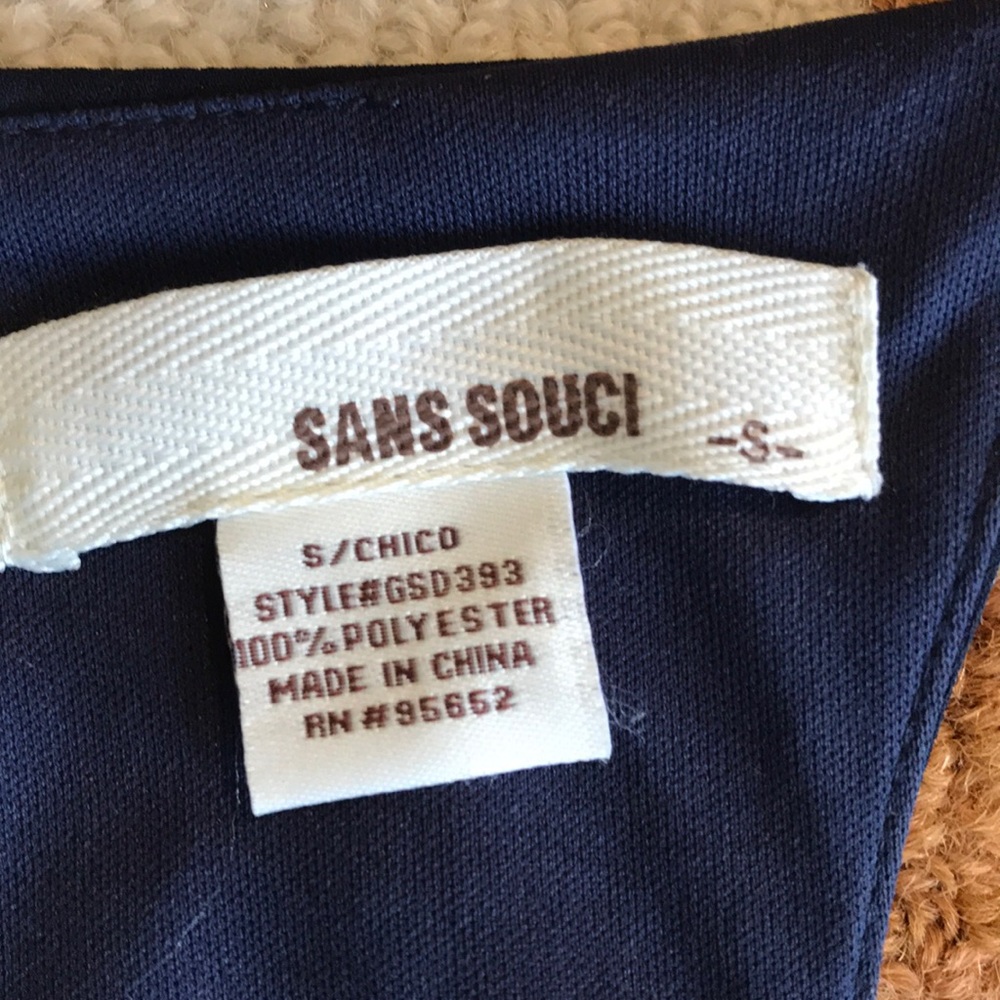 SANS SOUCI
-S-
S/CHICO
STYLE#GSD393
100% POLYESTER
MADE IN CHINA
RN #95652